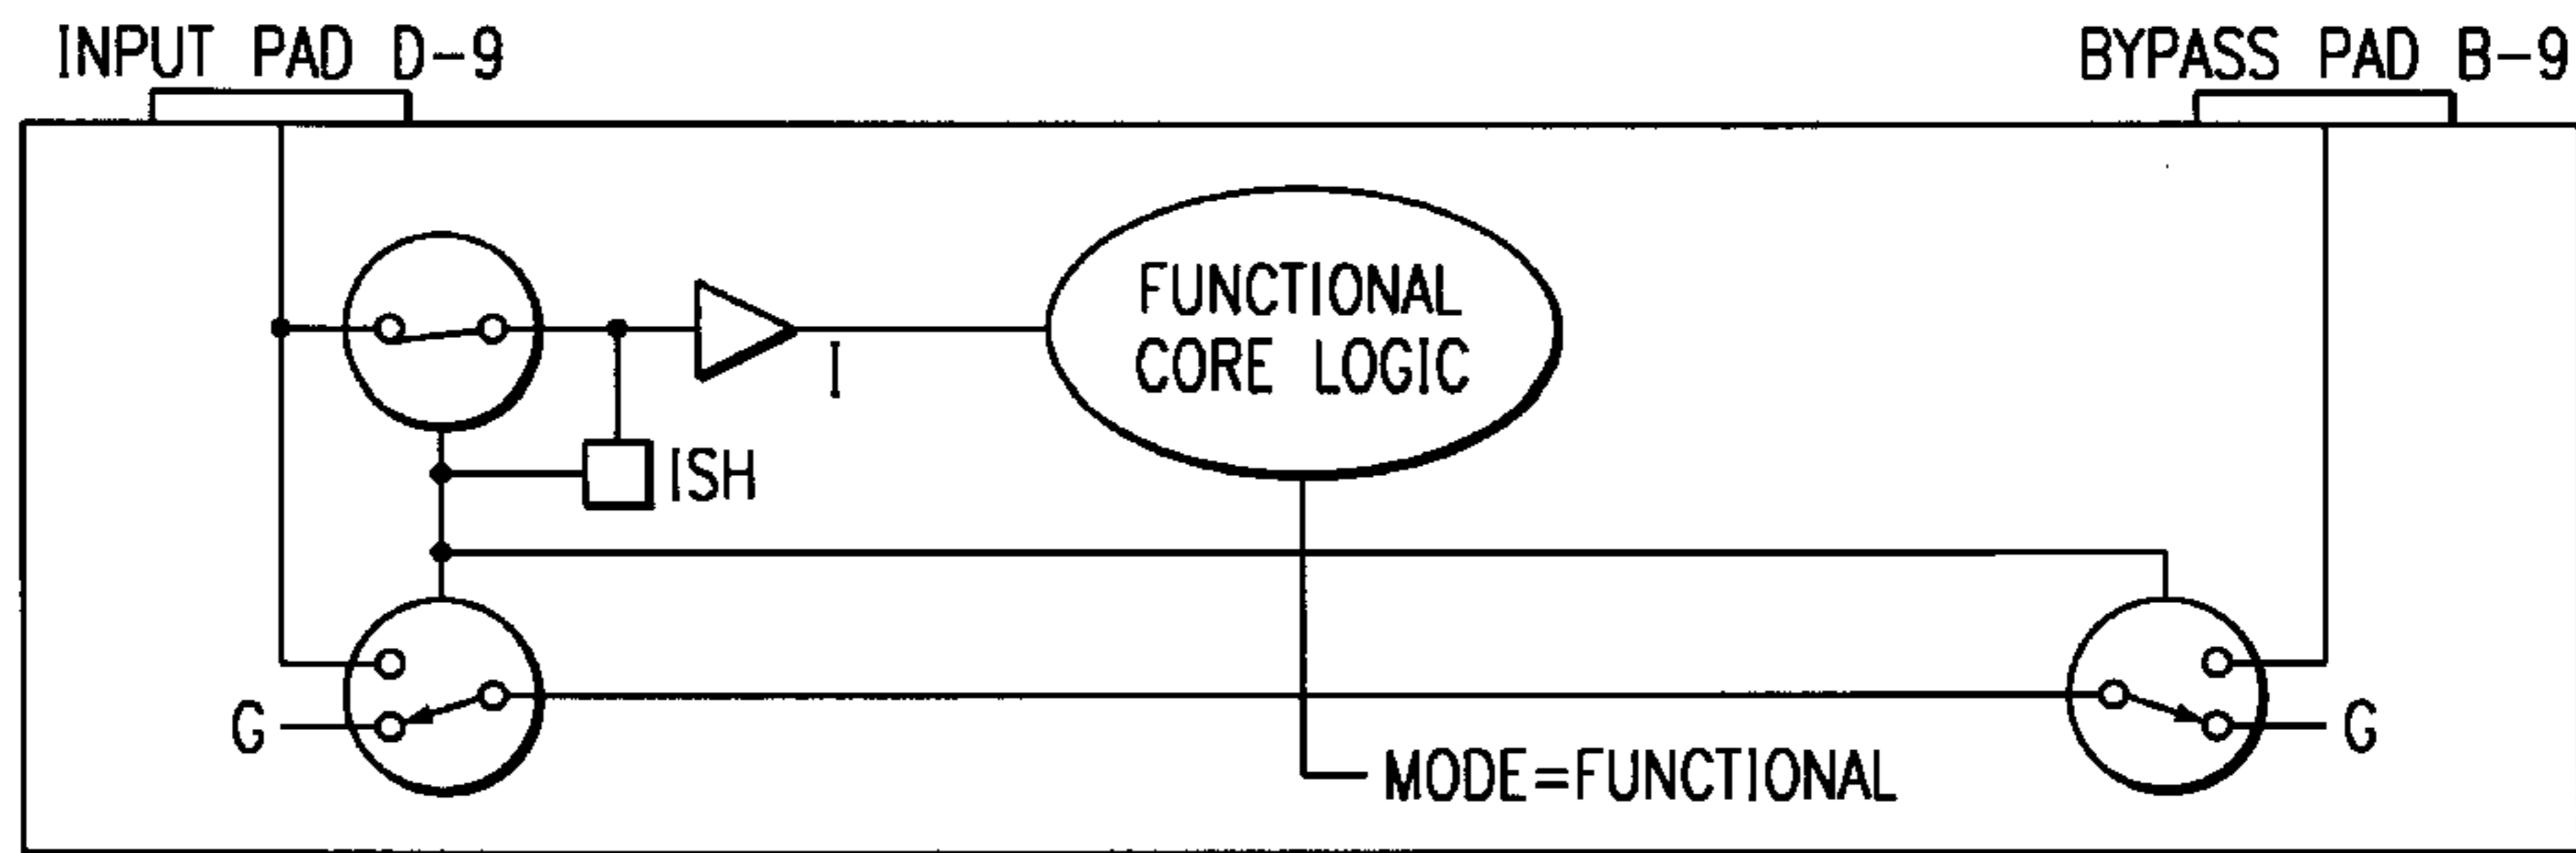 INPUT PAD D-9
BYPASS PAD B-9
FUNCTIONAL
CORE LOGIC
I
ISH
G
G
MODE=FUNCTIONAL